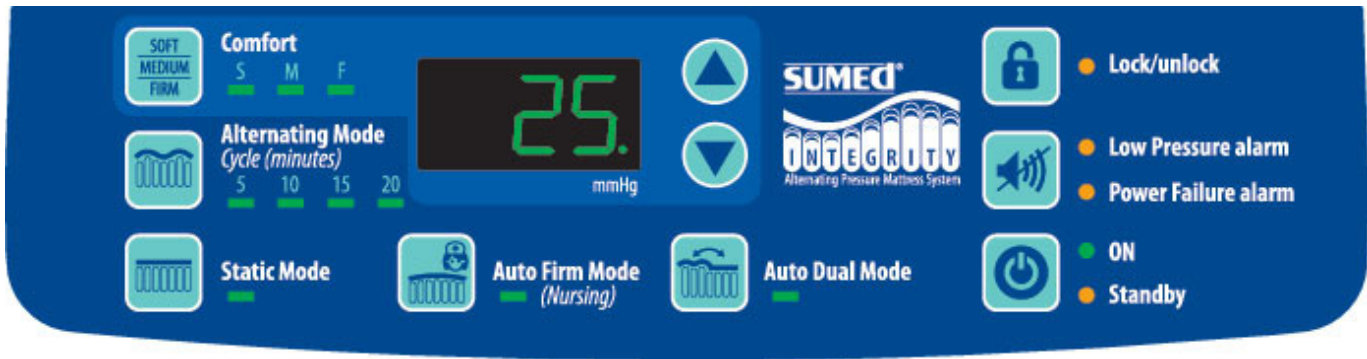 SOFT
MEDIUM
FIRM
Comfort
S M F
25.
mmHg
SUMED®
INTEGRITY
Alternating Pressure Mattress System
Lock/unlock
Alternating Mode
Cycle (minutes)
5 10 15 20
Low Pressure alarm
Power Failure alarm
Static Mode
Auto Firm Mode
(Nursing)
Auto Dual Mode
ON
Standby